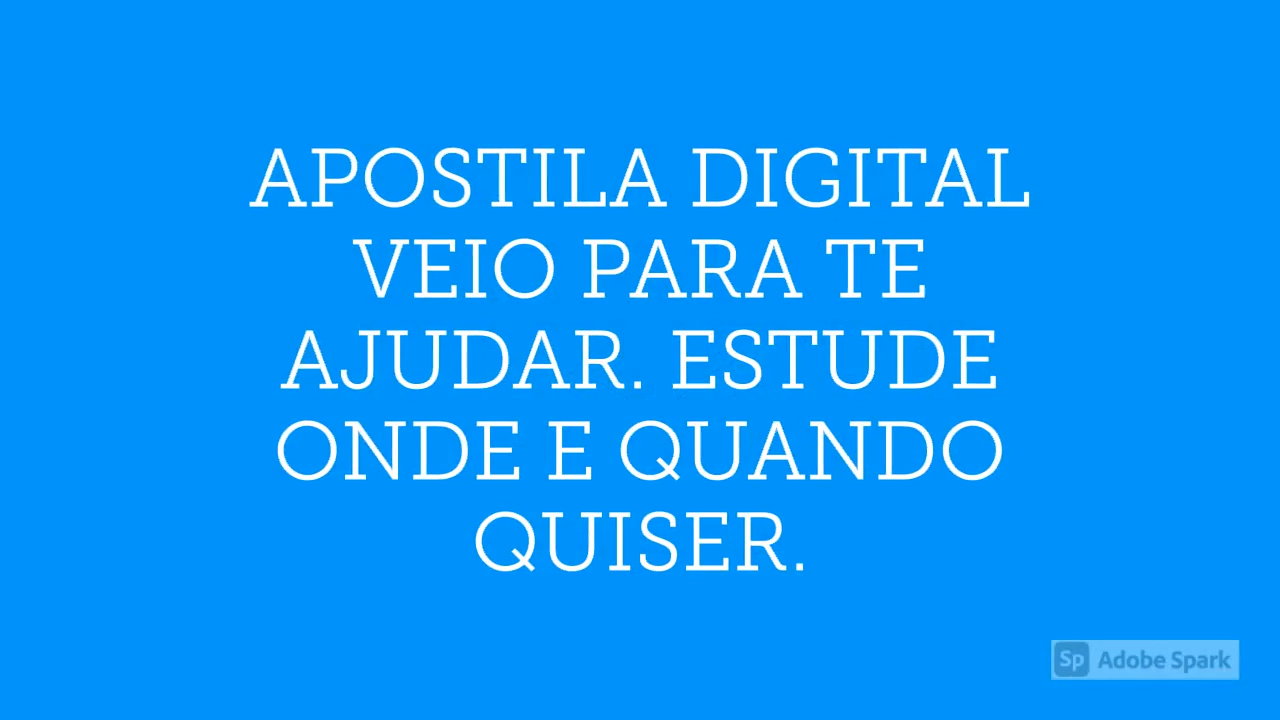 APOSTILA DIGITAL
VEIO PARA TE
AJUDAR. ESTUDE
ONDE E QUANDO
QUISER.
Sp Adobe Spark